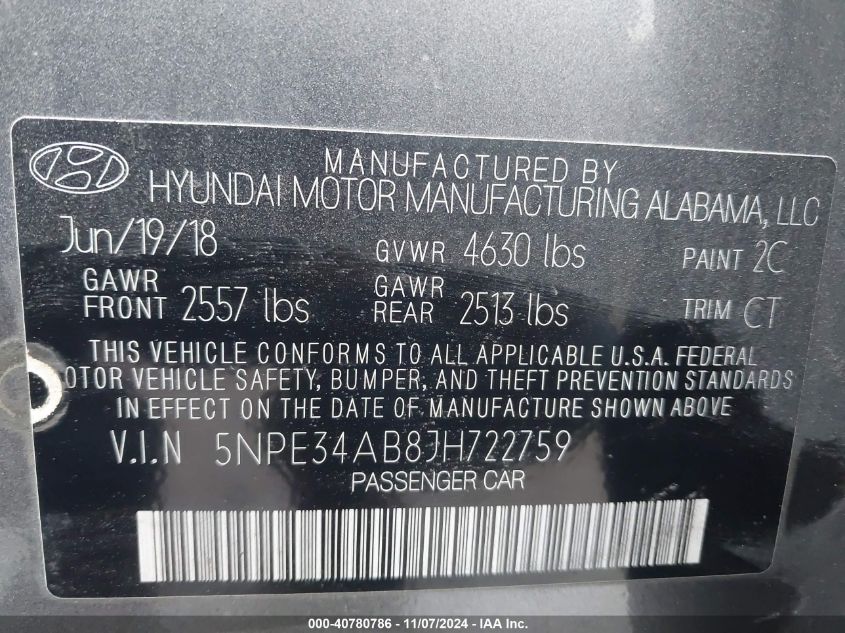 MANUFACTURED BY
HYUNDAI MOTOR MANUFACTURING ALABAMA, LLC
Jun/19/18 GVWR 4630 lbs PAINT 2C
GAWR FRONT 2557 lbs GAWR REAR 2513 lbs TRIM CT
THIS VEHICLE CONFORMS TO ALL APPLICABLE U.S.A. FEDERAL
OTOR VEHICLE SAFETY, BUMPER, AND THEFT PREVENTION STANDARDS
IN EFFECT ON THE DATE OF MANUFACTURE SHOWN ABOVE
V.I.N 5NPE34AB8JH722759
PASSENGER CAR
000-40780786 - 11/07/2024 - IAA Inc.